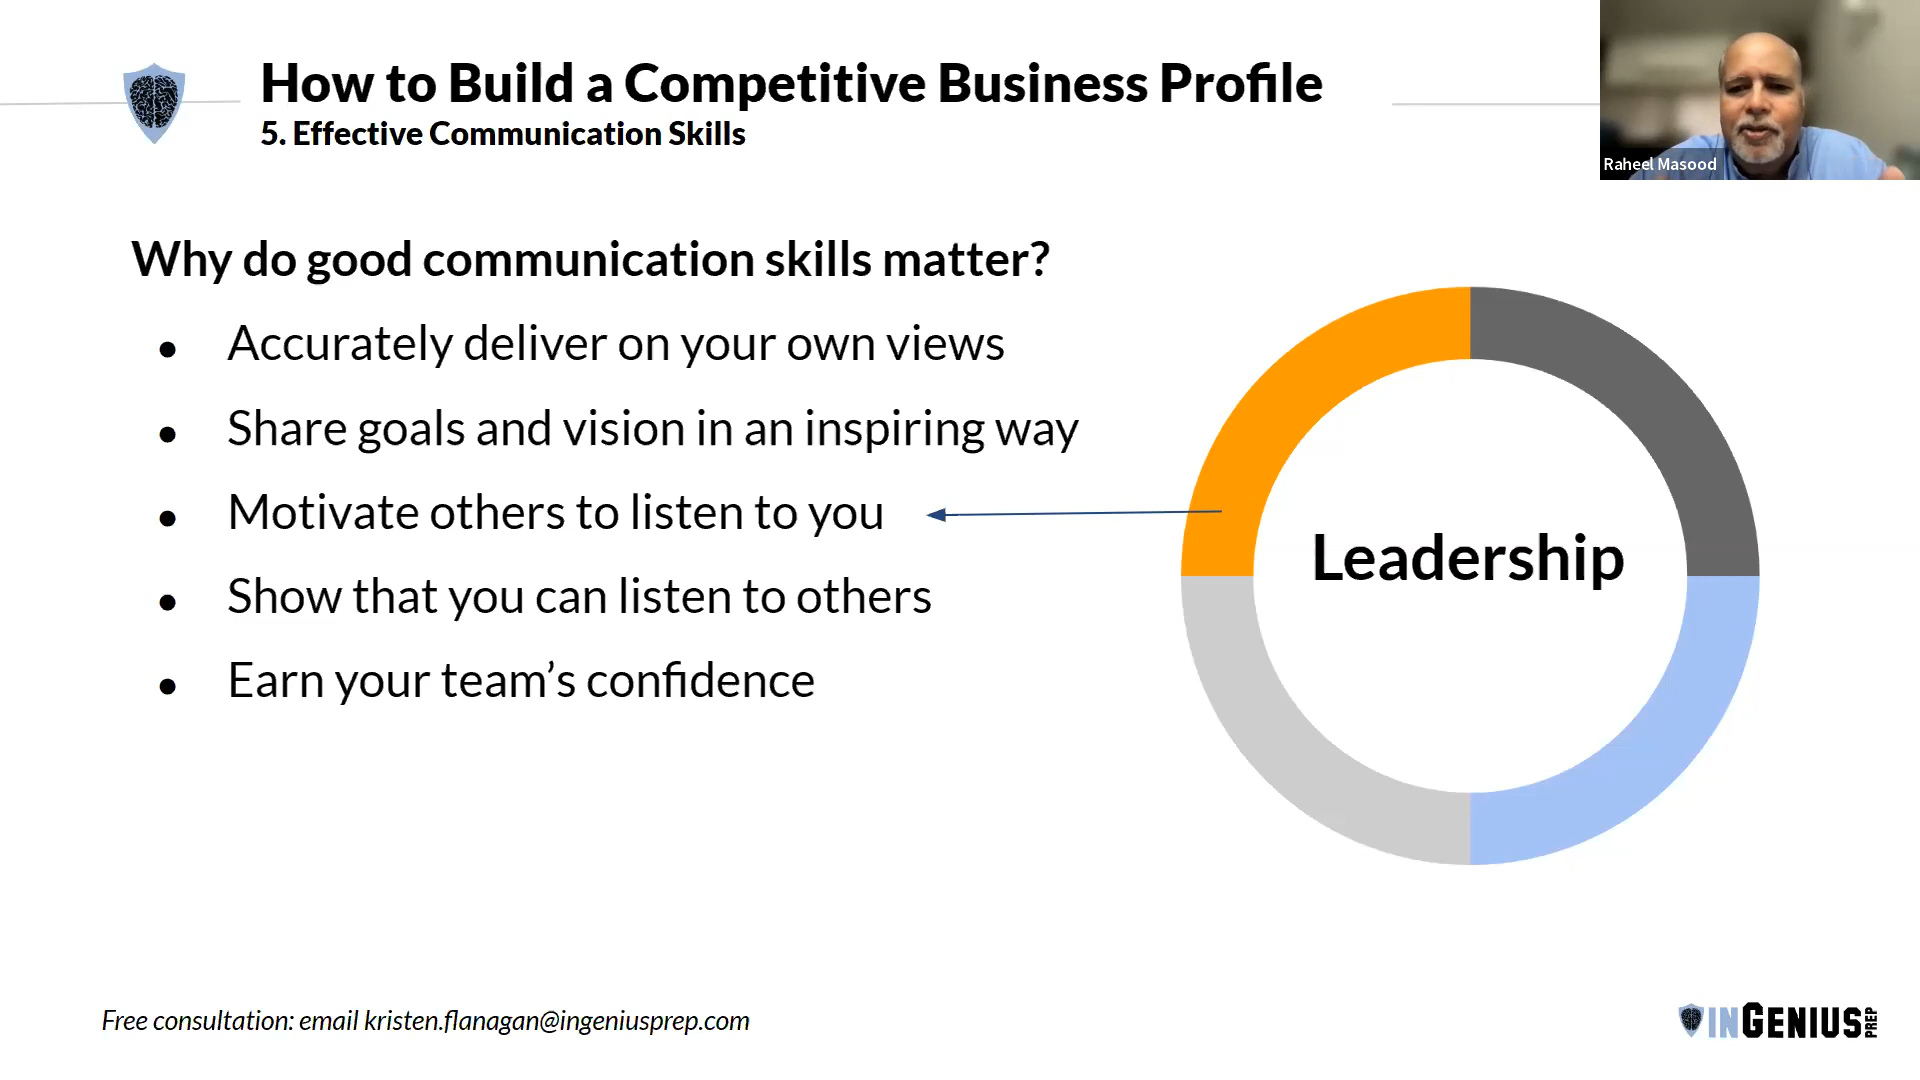 How to Build a Competitive Business Profile
5. Effective Communication Skills
Raheel Masood
Why do good communication skills matter?
● Accurately deliver on your own views
● Share goals and vision in an inspiring way
● Motivate others to listen to you
● Show that you can listen to others
● Earn your team’s confidence
Leadership
Free consultation: email kristen.flanagan@ingeniusprep.com
INGENIUS PREP